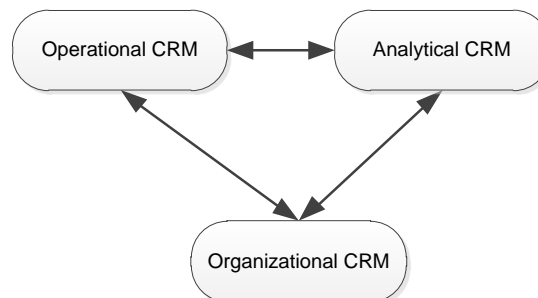 Operational CRM
Analytical CRM
Organizational CRM